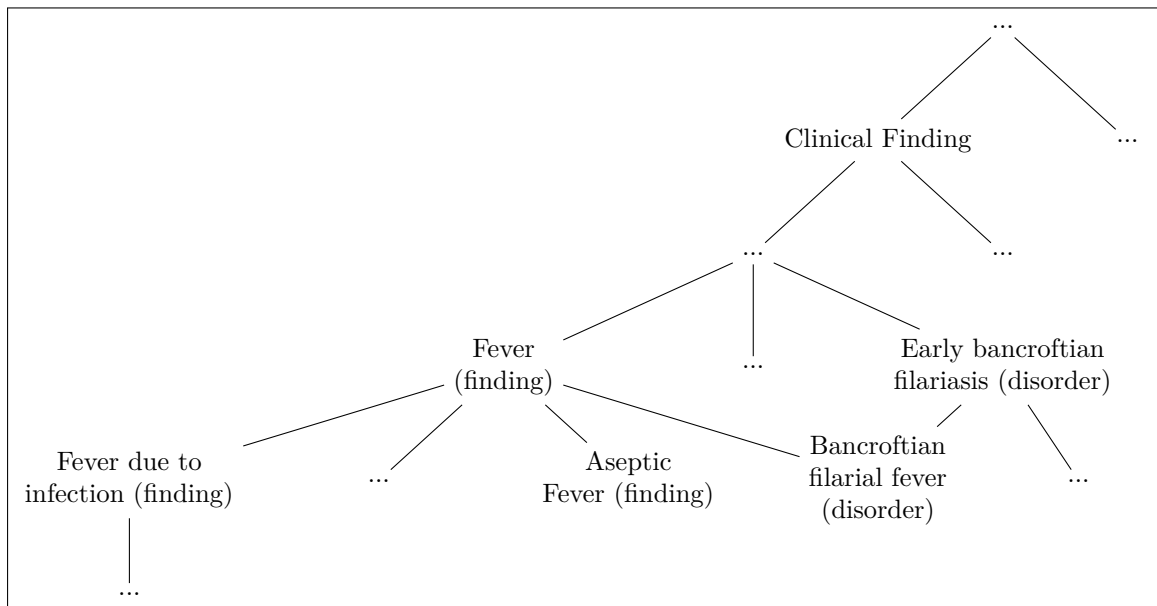 ...
Clinical Finding
...
...
...
Fever
(finding)
...
Early bancroftian
filariasis (disorder)
Fever due to
infection (finding)
...
Aseptic
Fever (finding)
Bancroftian
filarial fever
(disorder)
...
...